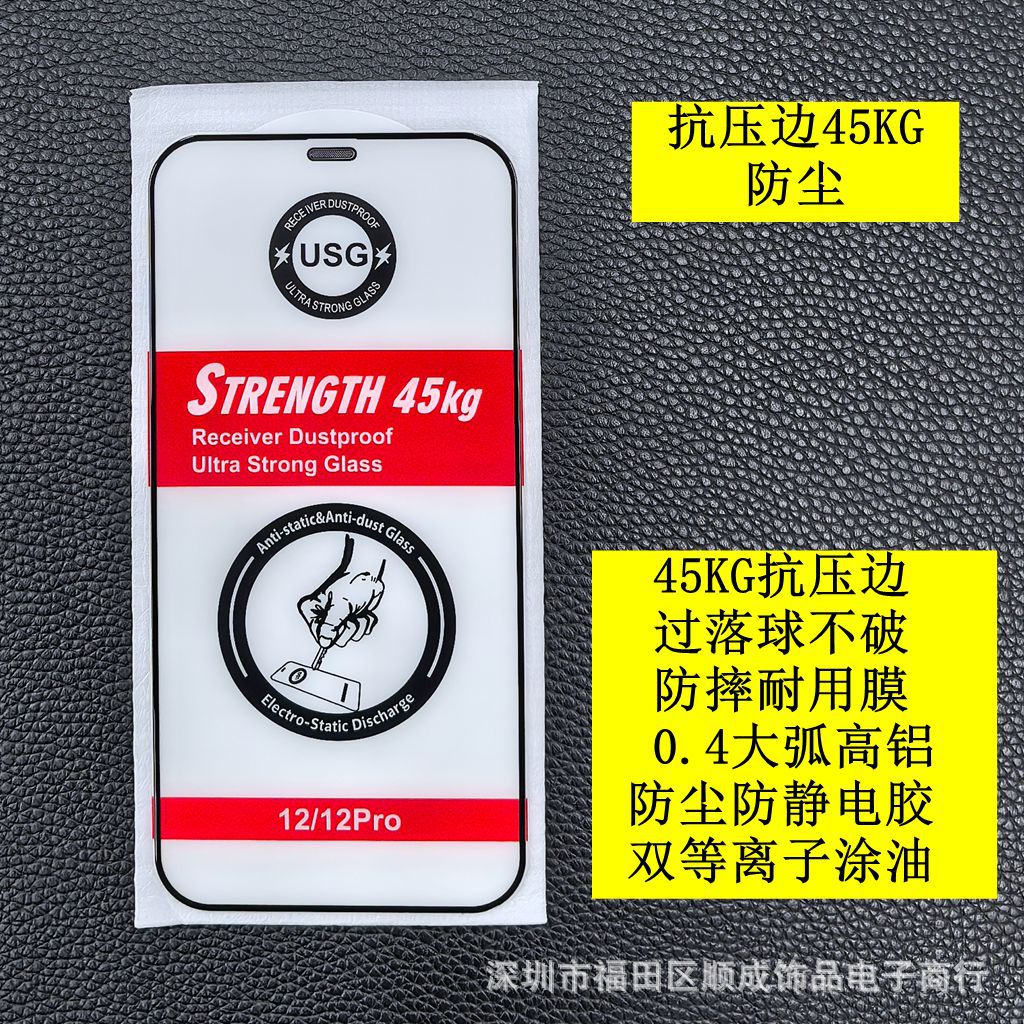 抗压边45KG
防尘
RECEIVER DUSTPROOF
USG
ULTRA STRONG GLASS
STRENGTH 45kg
Receiver Dustproof
Ultra Strong Glass
Anti-static&Anti-dust Glass
Electro-Static Discharge
12/12Pro
45KG抗压边
过落球不破
防摔耐用膜
0.4大弧高铝
防尘防静电胶
双等离子涂油
深圳市福田区顺成饰品电子商行